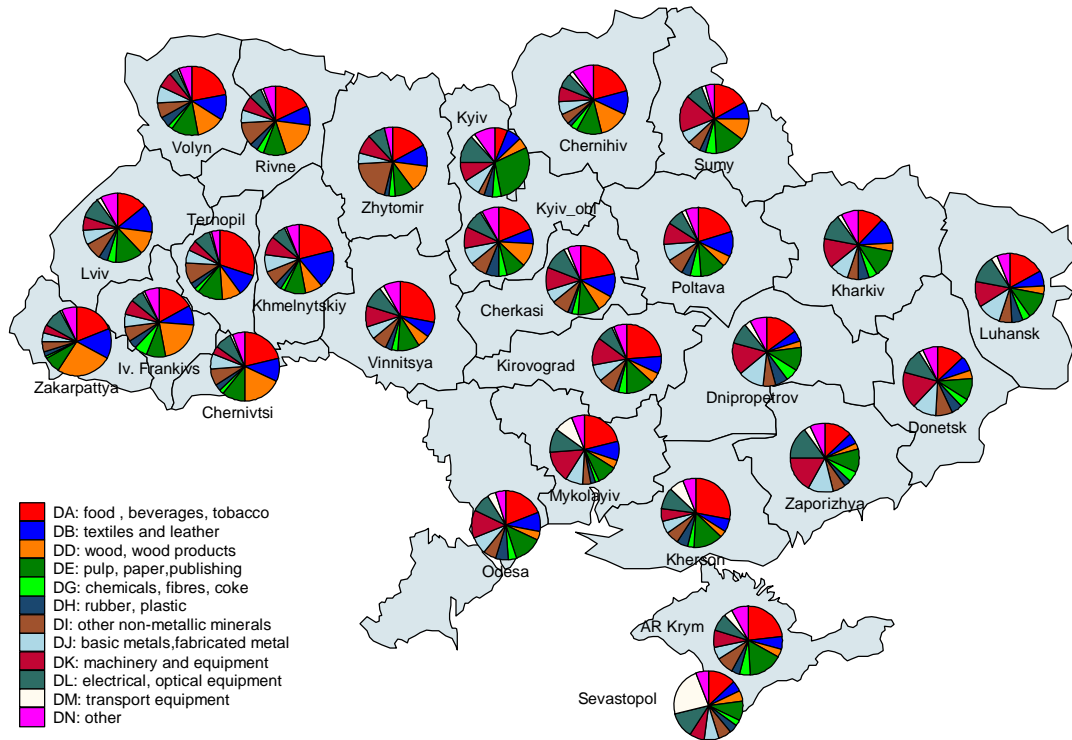 Kyiv
Chernihiv
Volyn
Rivne
Sumy
Zhytomir
Kyiv_obl
Ternopil
Lviv
Khmelnytskiy
Cherkasi
Poltava
Kharkiv
Luhansk
Zakarpattya
Iv. Frankivs
Vinnitsya
Kirovograd
Chernivtsi
Dnipropetrov
Donetsk
Mykolayiv
Zaporizhya
Odesa
Kherson
AR Krym
Sevastopol
DA: food , beverages, tobacco
DB: textiles and leather
DD: wood, wood products
DE: pulp, paper,publishing
DG: chemicals, fibres, coke
DH: rubber, plastic
DI: other non-metallic minerals
DJ: basic metals,fabricated metal
DK: machinery and equipment
DL: electrical, optical equipment
DM: transport equipment
DN: other